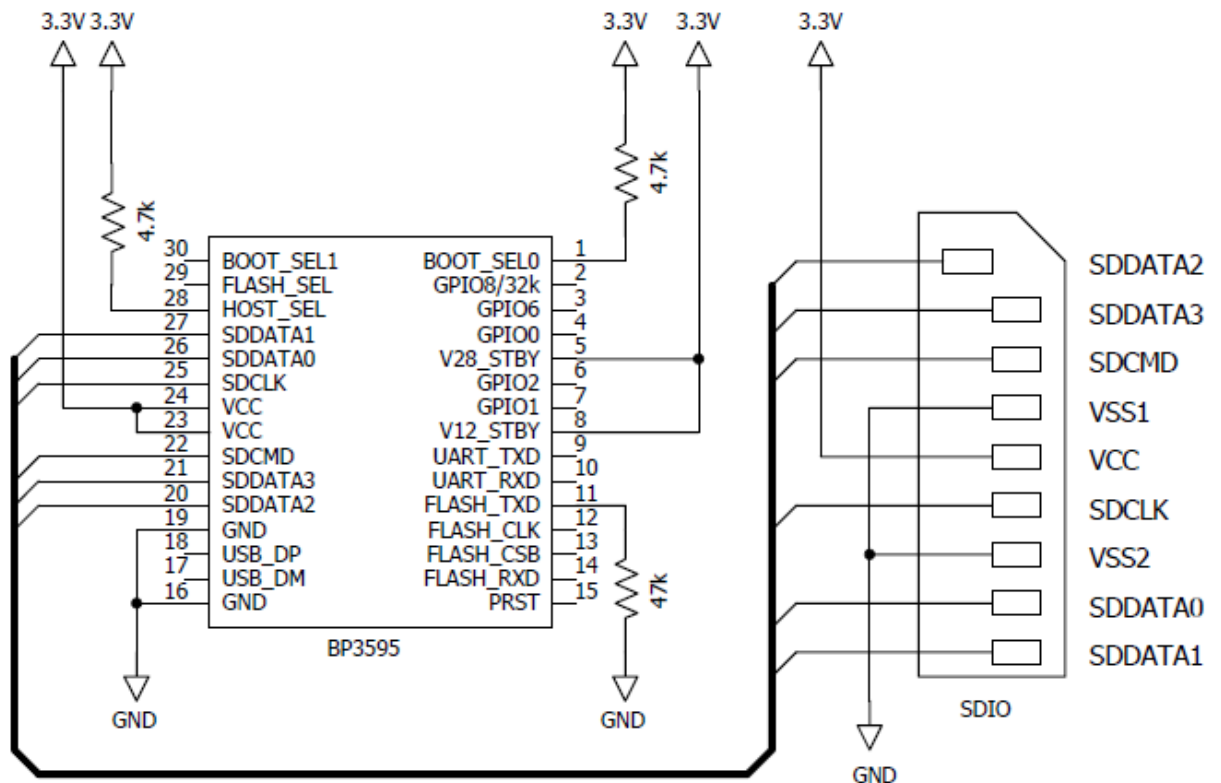 3.3V 3.3V 3.3V 3.3V 3.3V
4.7k
4.7k
30 BOOT_SEL1 BOOT_SEL0 1
29 FLASH_SEL GPIO8/32k 2
28 HOST_SEL GPIO6 3
27 SDDATA1 GPIO0 4
26 SDDATA0 V28_STBY 5
25 SDCLK GPIO2 6
24 VCC GPIO1 7
23 VCC V12_STBY 8
22 SDCMD UART_TXD 9
21 SDDATA3 UART_RXD 10
20 SDDATA2 FLASH_TXD 11
19 GND FLASH_CLK 12
18 USB_DP FLASH_CSB 13
17 USB_DM FLASH_RXD 14
16 GND PRST 15
47k
BP3595
GND
GND
SDDATA2
SDDATA3
SDCMD
VSS1
VCC
SDCLK
VSS2
SDDATA0
SDDATA1
SDIO
GND